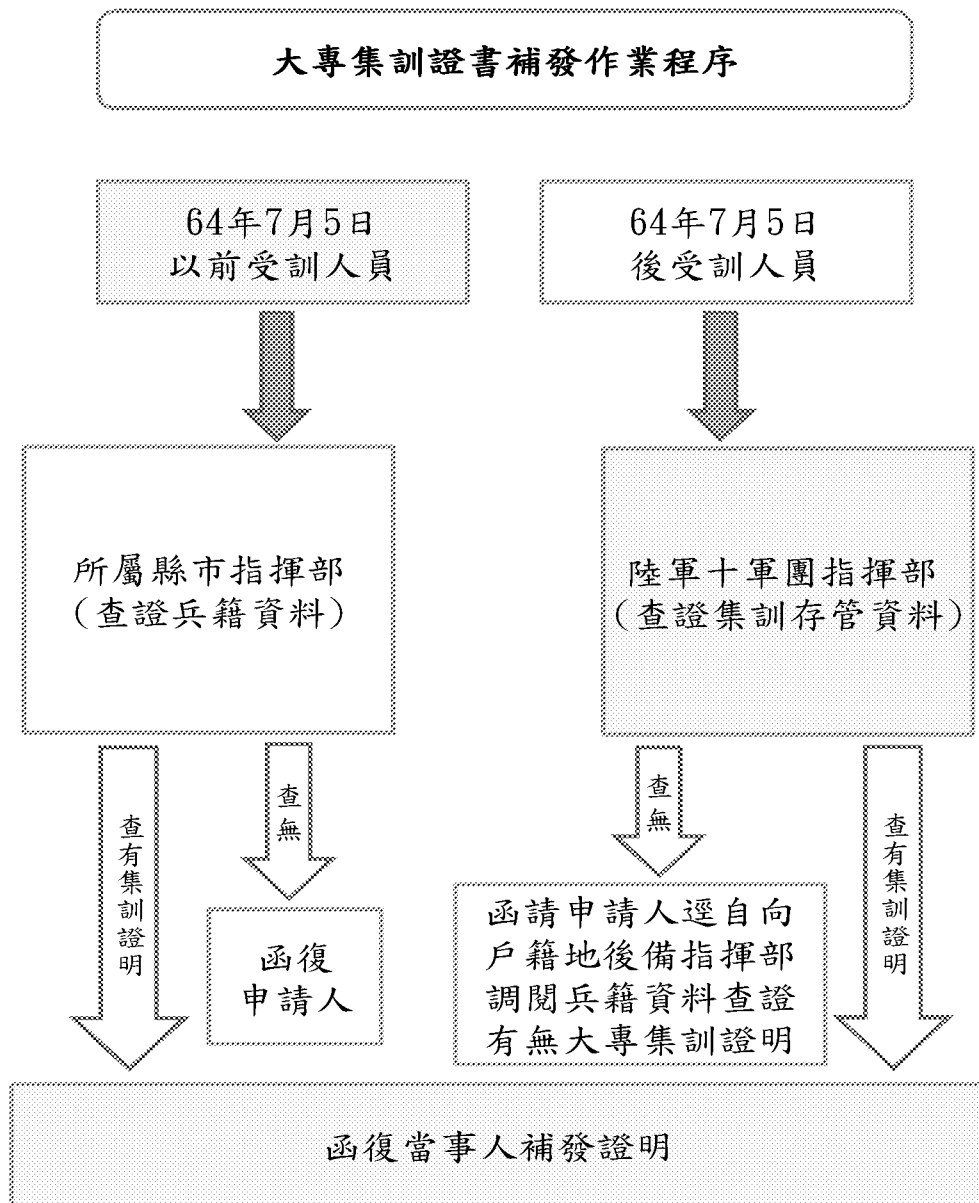 大專集訓證書補發作業程序
64年7月5日
以前受訓人員
64年7月5日
後受訓人員
所屬縣市指揮部
（查證兵籍資料）
陸軍十軍團指揮部
（查證集訓存管資料）
查有集訓證明
查無
查無
查有集訓證明
函復
申請人
函請申請人逕自向
戶籍地後備指揮部
調閱兵籍資料查證
有無大專集訓證明
函復當事人補發證明